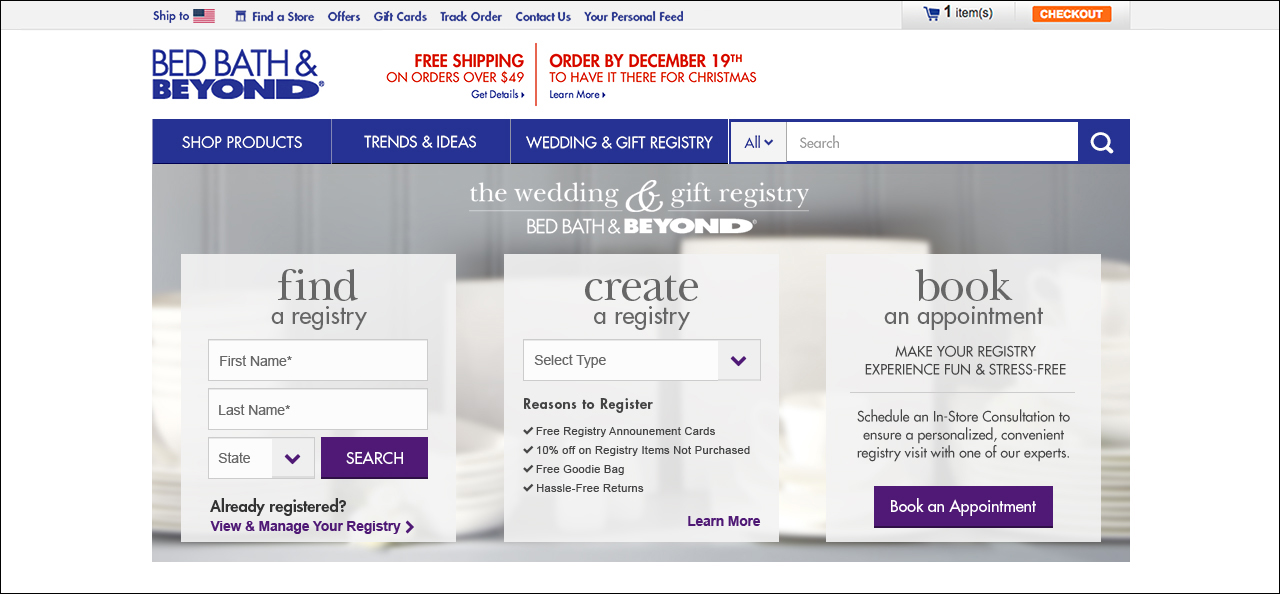 Ship to Find a Store Offers Gift Cards Track Order Contact Us Your Personal Feed 1 item(s) CHECKOUT
BED BATH &
BEYOND®
FREE SHIPPING
ON ORDERS OVER $49
Get Details
ORDER BY DECEMBER 19TH
TO HAVE IT THERE FOR CHRISTMAS
Learn More
SHOP PRODUCTS TRENDS & IDEAS WEDDING & GIFT REGISTRY All Search
the wedding & gift registry
BED BATH & BEYOND®
find
a registry
First Name*
Last Name*
State SEARCH
Already registered?
View & Manage Your Registry
create
a registry
Select Type
Reasons to Register
Free Registry Announement Cards
10% off on Registry Items Not Purchased
Free Goodie Bag
Hassle-Free Returns
Learn More
book
an appointment
MAKE YOUR REGISTRY
EXPERIENCE FUN & STRESS-FREE
Schedule an In-Store Consultation to
ensure a personalized, convenient
registry visit with one of our experts.
Book an Appointment